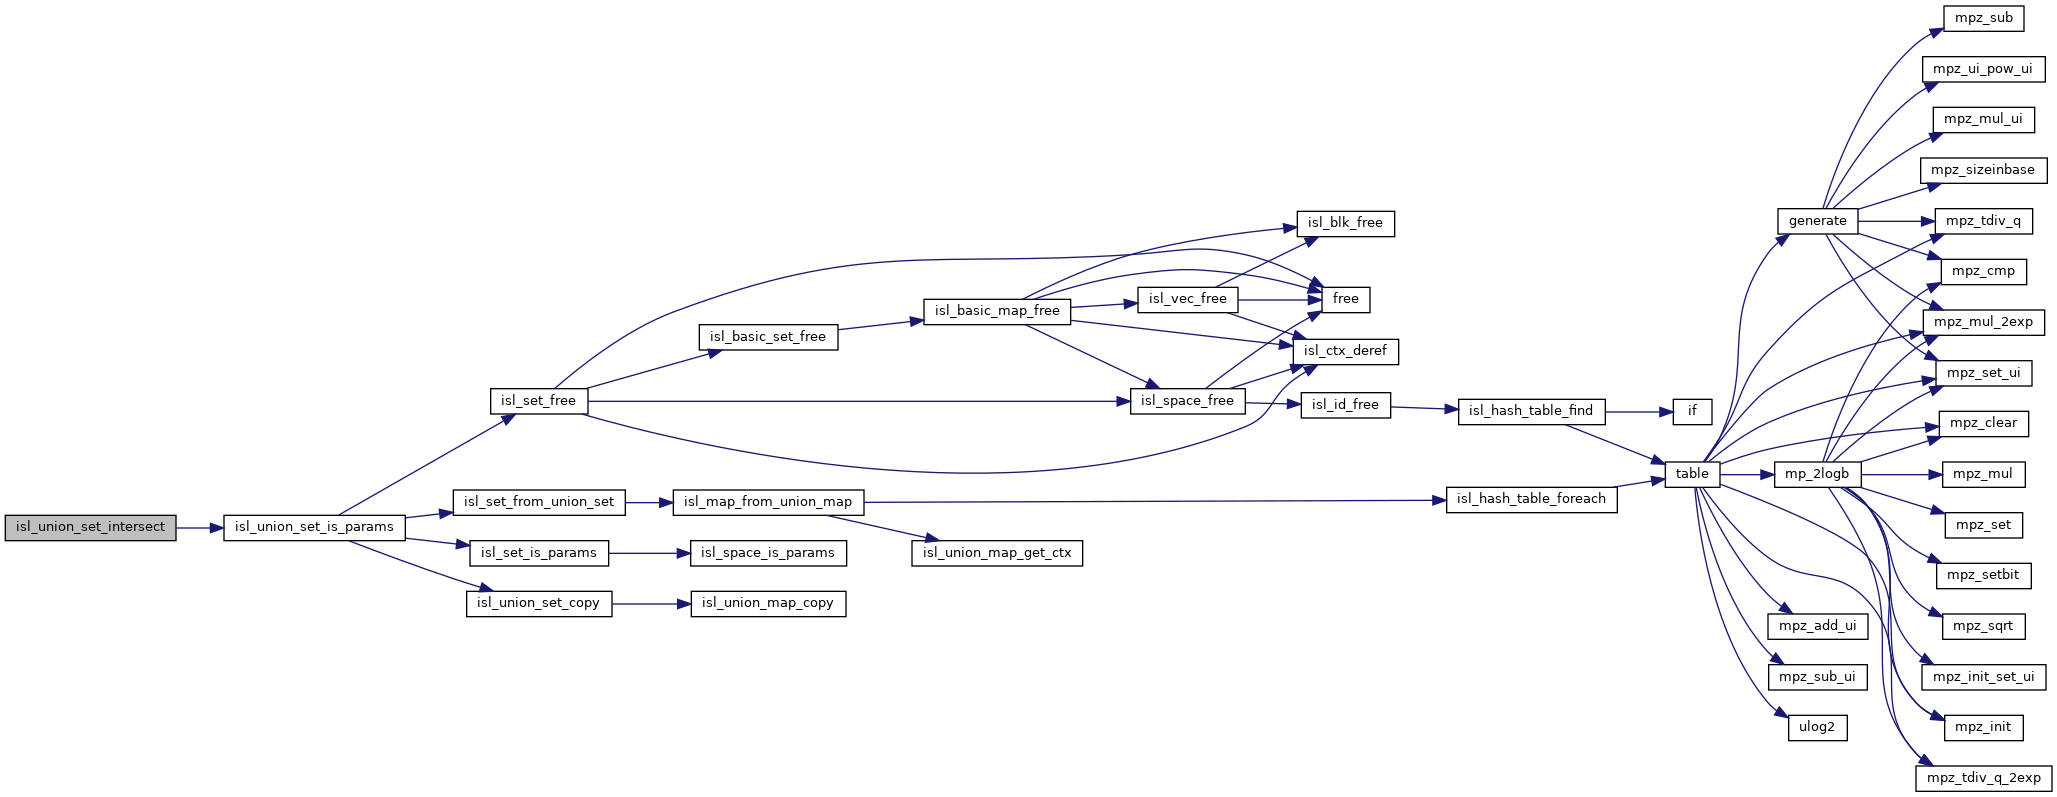 isl_union_set_intersect
isl_union_set_is_params
isl_set_free
isl_set_from_union_set
isl_set_is_params
isl_union_set_copy
isl_basic_set_free
isl_map_from_union_map
isl_space_is_params
isl_union_map_copy
isl_basic_map_free
isl_union_map_get_ctx
isl_vec_free
isl_space_free
isl_blk_free
free
isl_ctx_deref
isl_id_free
isl_hash_table_find
isl_hash_table_foreach
if
table
generate
mp_2logb
mpz_add_ui
mpz_sub_ui
ulog2
mpz_sub
mpz_ui_pow_ui
mpz_mul_ui
mpz_sizeinbase
mpz_tdiv_q
mpz_cmp
mpz_mul_2exp
mpz_set_ui
mpz_clear
mpz_mul
mpz_set
mpz_setbit
mpz_sqrt
mpz_init_set_ui
mpz_init
mpz_tdiv_q_2exp